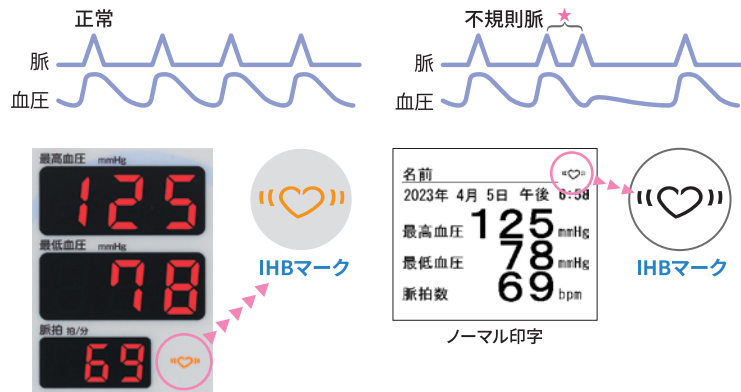 正常
脈
血圧
不規則脈
★
脈
血圧
最高血圧 mmHg
125
最低血圧 mmHg
78
脈拍 拍/分
69
IHBマーク
名前
2023年 4月 5日 午後 6:58
最高血圧 125 mmHg
最低血圧 78 mmHg
脈拍数 69 bpm
ノーマル印字
IHBマーク